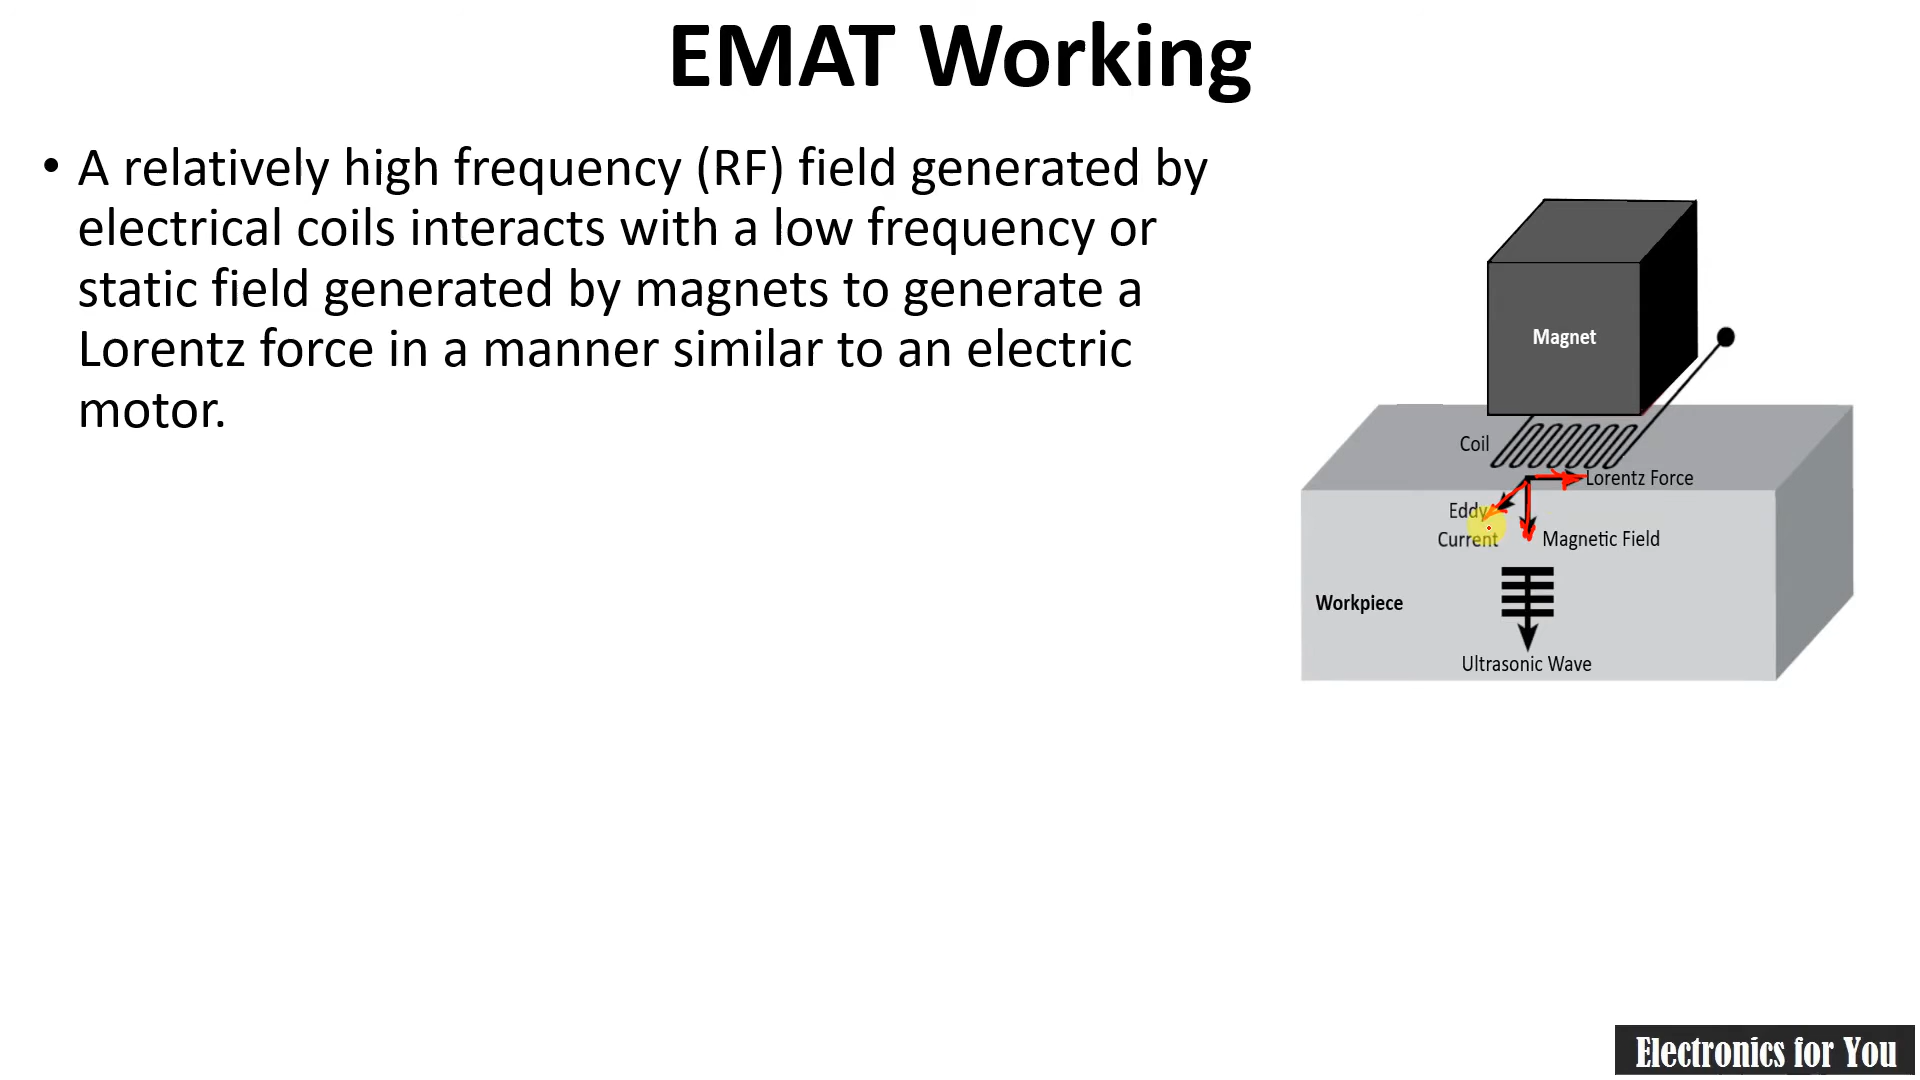 EMAT Working
• A relatively high frequency (RF) field generated by
electrical coils interacts with a low frequency or
static field generated by magnets to generate a
Lorentz force in a manner similar to an electric
motor.
Magnet
Coil
Lorentz Force
Eddy
Current
Magnetic Field
Workpiece
Ultrasonic Wave
Electronics for You